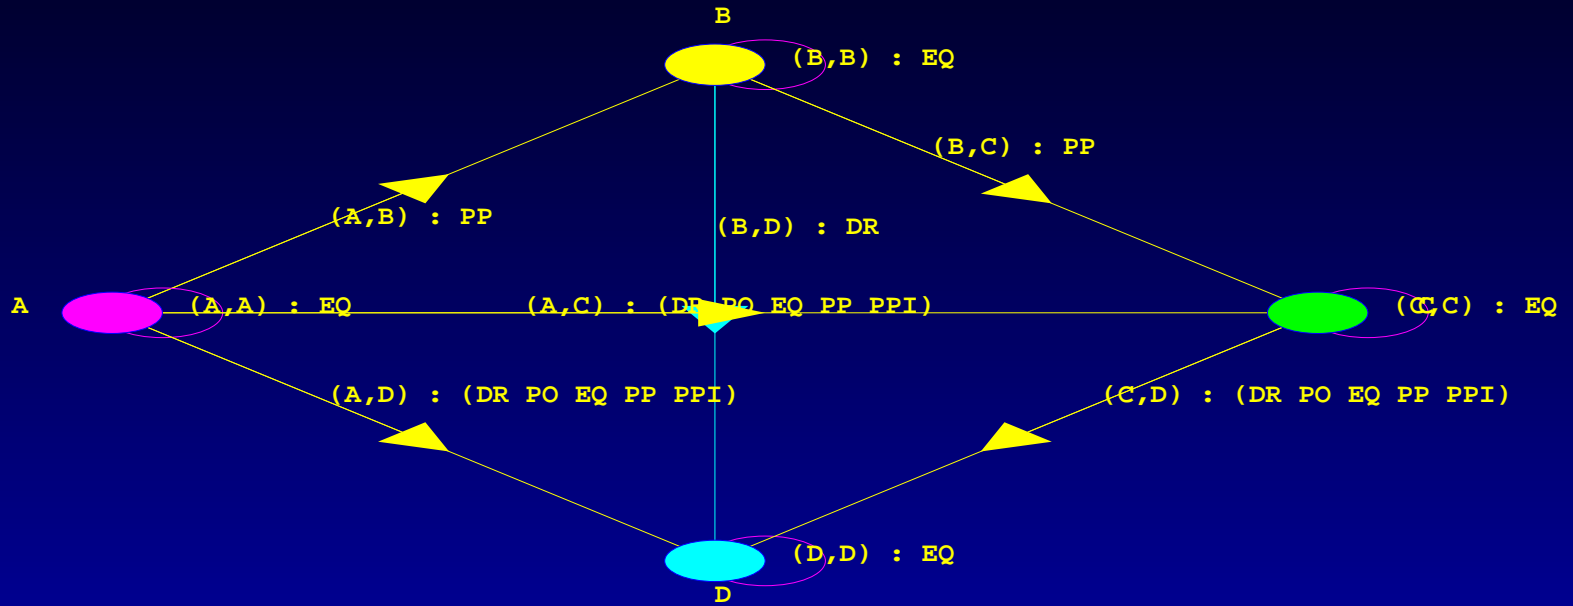 B
(B,B) : EQ
(B,C) : PP
(A,B) : PP
(B,D) : DR
A
(A,A) : EQ
(A,C) : (DR PO EQ PP PPI)
C
(C,C) : EQ
(A,D) : (DR PO EQ PP PPI)
(C,D) : (DR PO EQ PP PPI)
(D,D) : EQ
D